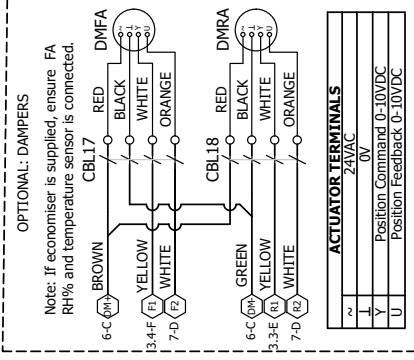 OPTIONAL: DAMPERS
Note: If economiser is supplied, ensure FA
RH% and temperature sensor is connected.
CBL17
DMFA
6-C DM+ BROWN RED ~
BLACK ⊥
3.4-F F1 YELLOW WHITE Y
7-D F2 WHITE ORANGE U
CBL18
DMRA
6-C DM- GREEN RED ~
BLACK ⊥
3.3-E R1 YELLOW WHITE Y
7-D R2 WHITE ORANGE U
ACTUATOR TERMINALS
~ 24VAC
⊥ 0V
Y Position Command 0-10VDC
U Position Feedback 0-10VDC